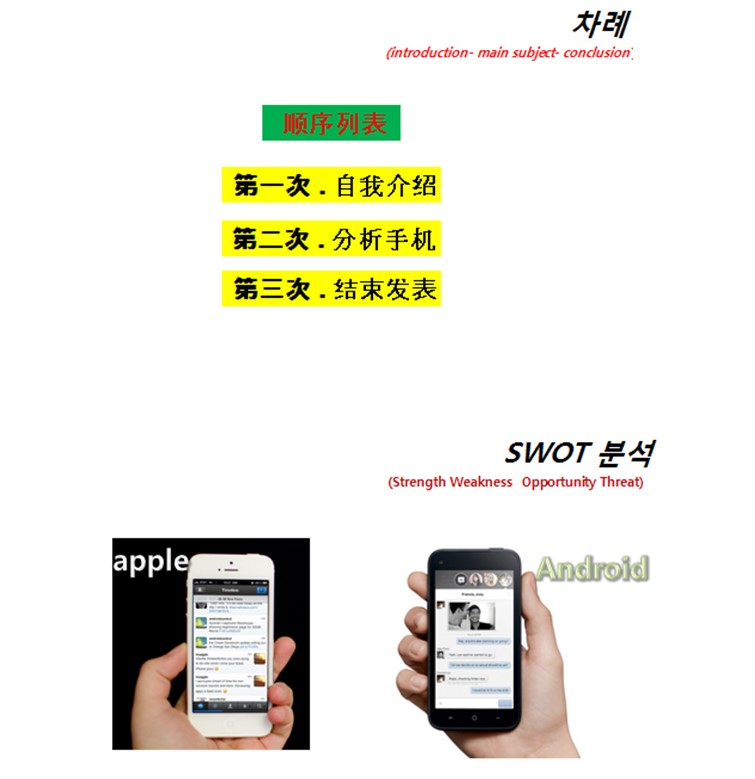 차례
(introduction- main subject- conclusion)
顺序列表
第一次 . 自我介绍
第二次 . 分析手机
第三次 . 结束发表
SWOT 분석
(Strength Weakness Opportunity Threat)
apple
Android
Timeline